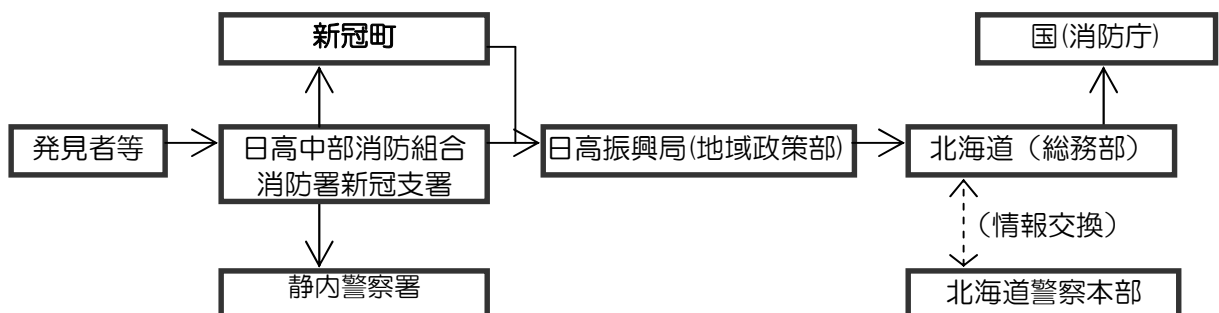 新冠町
国(消防庁)
発見者等
日高中部消防組合
消防署新冠支署
日高振興局(地域政策部)
北海道（総務部）
（情報交換）
静内警察署
北海道警察本部